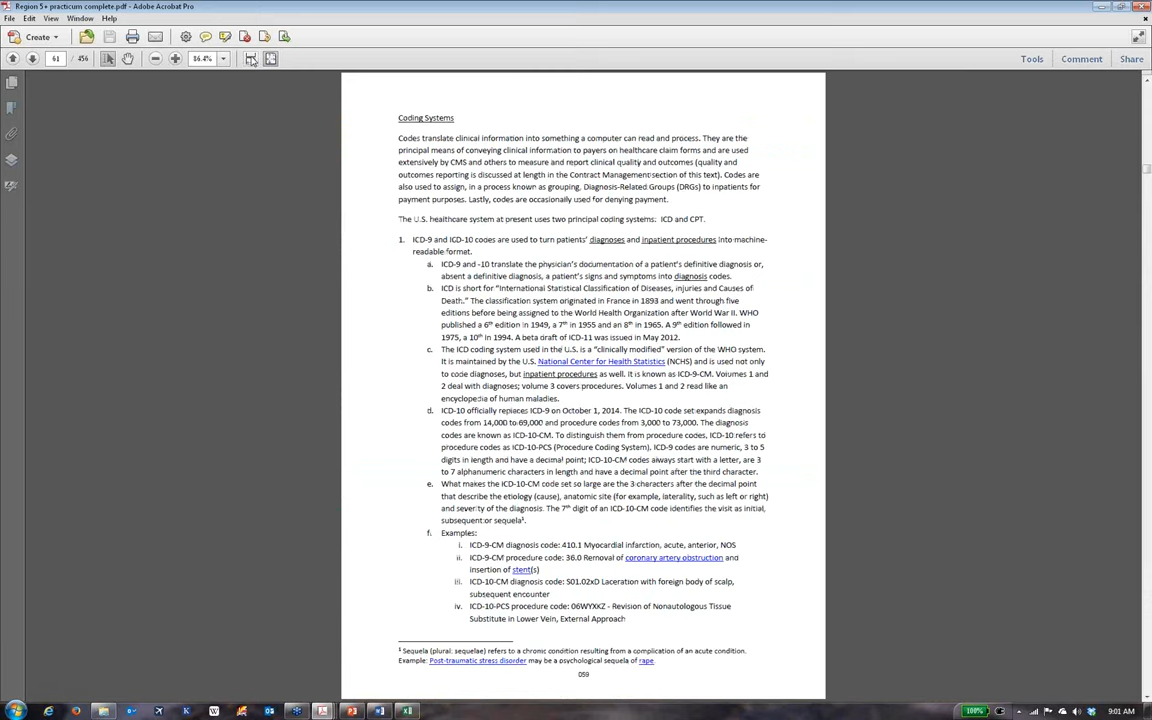 Region 5+ practicum complete.pdf - Adobe Acrobat Pro
File Edit View Window Help
Create
61 / 456 86.4% Tools Comment Share
Coding Systems
Codes translate clinical information into something a computer can read and process. They are the
principal means of conveying clinical information to payers on healthcare claim forms and are used
extensively by CMS and others to measure and report clinical quality and outcomes (quality and
outcomes reporting is discussed at length in the Contract Management section of this text). Codes are
also used to assign, in a process known as grouping, Diagnosis-Related Groups (DRGs) to inpatients for
payment purposes. Lastly, codes are occasionally used for denying payment.
The U.S. healthcare system at present uses two principal coding systems: ICD and CPT.
1. ICD-9 and ICD-10 codes are used to turn patients' diagnoses and inpatient procedures into machine-
readable format.
a. ICD-9 and -10 translate the physician's documentation of a patient's definitive diagnosis or,
absent a definitive diagnosis, a patient's signs and symptoms into diagnosis codes.
b. ICD is short for "International Statistical Classification of Diseases, Injuries and Causes of
Death." The classification system originated in France in 1893 and went through five
editions before being assigned to the World Health Organization after World War II. WHO
published a 6th edition in 1949, a 7th in 1955 and an 8th in 1965. A 9th edition followed in
1975, a 10th in 1994. A beta draft of ICD-11 was issued in May 2012.
c. The ICD coding system used in the U.S. is a "clinically modified" version of the WHO system.
It is maintained by the U.S. National Center for Health Statistics (NCHS) and is used not only
to code diagnoses, but inpatient procedures as well. It is known as ICD-9-CM. Volumes 1 and
2 deal with diagnoses; volume 3 covers procedures. Volumes 1 and 2 read like an
encyclopedia of human maladies.
d. ICD-10 officially replaces ICD-9 on October 1, 2014. The ICD-10 code set expands diagnosis
codes from 14,000 to 69,000 and procedure codes from 3,000 to 73,000. The diagnosis
codes are known as ICD-10-CM. To distinguish them from procedure codes, ICD-10 refers to
procedure codes as ICD-10-PCS (Procedure Coding System). ICD-9 codes are numeric, 3 to 5
digits in length and have a decimal point; ICD-10-CM codes always start with a letter, are 3
to 7 alphanumeric characters in length and have a decimal point after the third character.
e. What makes the ICD-10-CM code set so large are the 3 characters after the decimal point
that describe the etiology (cause), anatomic site (for example, laterality, such as left or right)
and severity of the diagnosis. The 7th digit of an ICD-10-CM code identifies the visit as initial,
subsequent or sequela1.
f. Examples:
i. ICD-9-CM diagnosis code: 410.1 Myocardial infarction, acute, anterior, NOS
ii. ICD-9-CM procedure code: 36.0 Removal of coronary artery obstruction and
insertion of stent(s)
iii. ICD-10-CM diagnosis code: S01.02xD Laceration with foreign body of scalp,
subsequent encounter
iv. ICD-10-PCS procedure code: 06WYXKZ - Revision of Nonautologous Tissue
Substitute in Lower Vein, External Approach
1 Sequela (plural: sequelae) refers to a chronic condition resulting from a complication of an acute condition.
Example: Post-traumatic stress disorder may be a psychological sequela of rape.
059
100% 9:01 AM